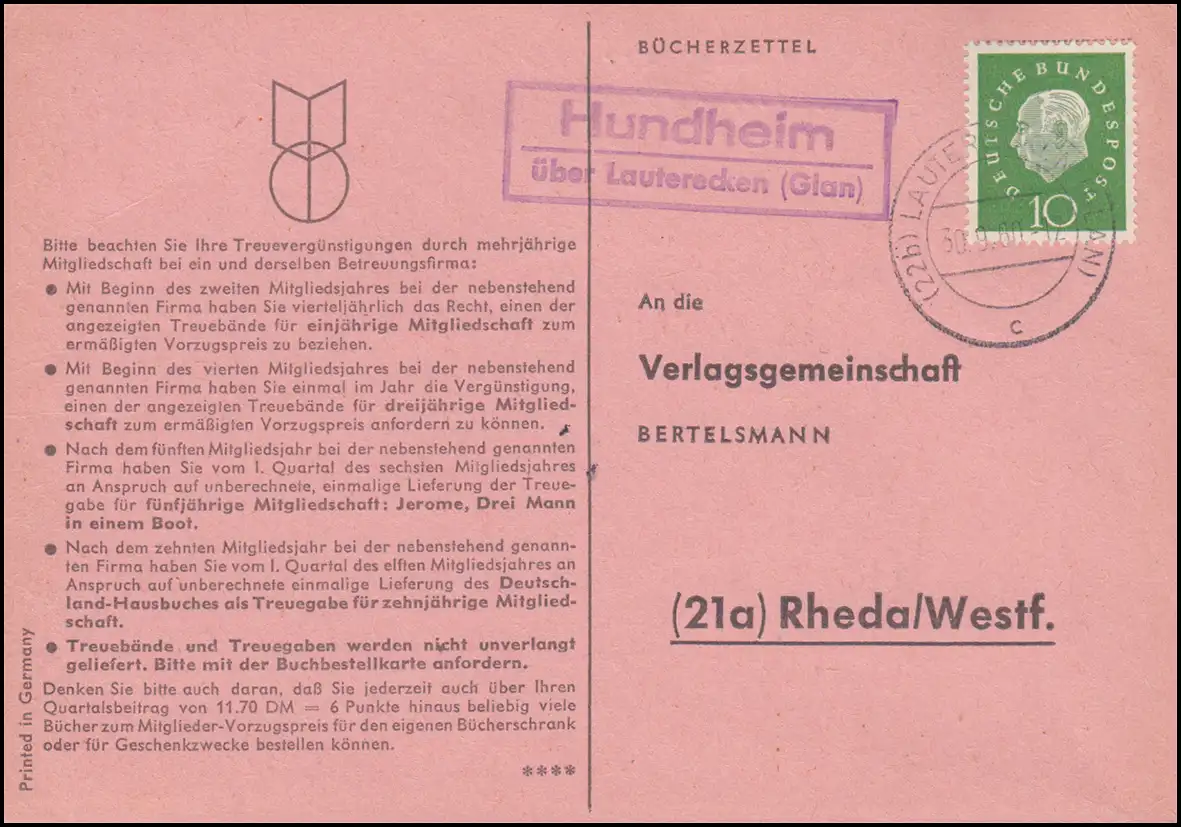 Bitte beachten Sie Ihre Treuevergünstigungen durch mehrjährige
Mitgliedschaft bei ein und derselben Betreuungsfirma:
● Mit Beginn des zweiten Mitgliedsjahres bei der nebenstehend
genannten Firma haben Sie vierteljährlich das Recht, einen der
angezeigten Treuebände für einjährige Mitgliedschaft zum
ermäßigten Vorzugspreis zu beziehen.
● Mit Beginn des vierten Mitgliedsjahres bei der nebenstehend
genannten Firma haben Sie einmal im Jahr die Vergünstigung,
einen der angezeigten Treuebände für dreijährige Mitglied-
schaft zum ermäßigten Vorzugspreis anfordern zu können.
● Nach dem fünften Mitgliedsjahr bei der nebenstehend genannten
Firma haben Sie vom I. Quartal des sechsten Mitgliedsjahres
an Anspruch auf unberechnete, einmalige Lieferung der Treue-
gabe für fünfjährige Mitgliedschaft: Jerome, Drei Mann
in einem Boot.
● Nach dem zehnten Mitgliedsjahr bei der nebenstehend genann-
ten Firma haben Sie vom I. Quartal des elften Mitgliedsjahres an
Anspruch auf unberechnete einmalige Lieferung des Deutsch-
land-Hausbuches als Treuegabe für zehnjährige Mitglied-
schaft.
● Treuebände und Treuegaben werden nicht unverlangt
geliefert. Bitte mit der Buchbestellkarte anfordern.
Denken Sie bitte auch daran, daß Sie jederzeit auch über Ihren
Quartalsbeitrag von 11.70 DM = 6 Punkte hinaus beliebig viele
Bücher zum Mitglieder-Vorzugspreis für den eigenen Bücherschrank
oder für Geschenkzwecke bestellen können.
****
Printed in Germany
BÜCHERZETTEL
Hundheim
über Lauterecken (Glan)
DEUTSCHE BUNDESPOST
10
(22b) LAUTER
30.9.60
LAN)
c
An die
Verlagsgemeinschaft
BERTELSMANN
(21a) Rheda/Westf.